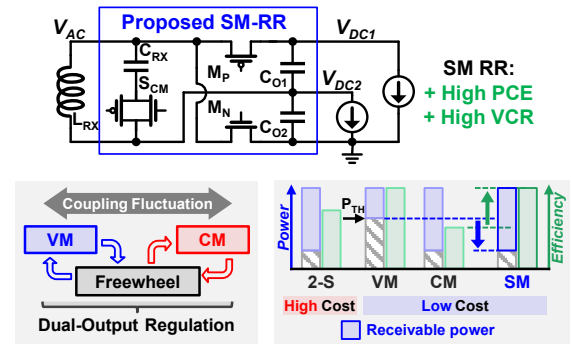 Proposed SM-RR
V_AC
C_RX
S_CM
L_RX
M_P
M_N
C_O1
C_O2
V_DC1
V_DC2
SM RR:
+ High PCE
+ High VCR
Coupling Fluctuation
VM
CM
Freewheel
Dual-Output Regulation
Power
P_TH
Efficiency
2-S VM CM SM
High Cost Low Cost
Receivable power